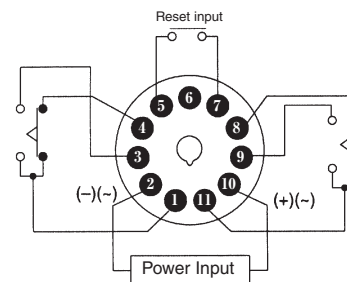 Reset input
5 6 7
4 8
3 9
2 10
1 11
(–)(~) (+)(~)
Power Input